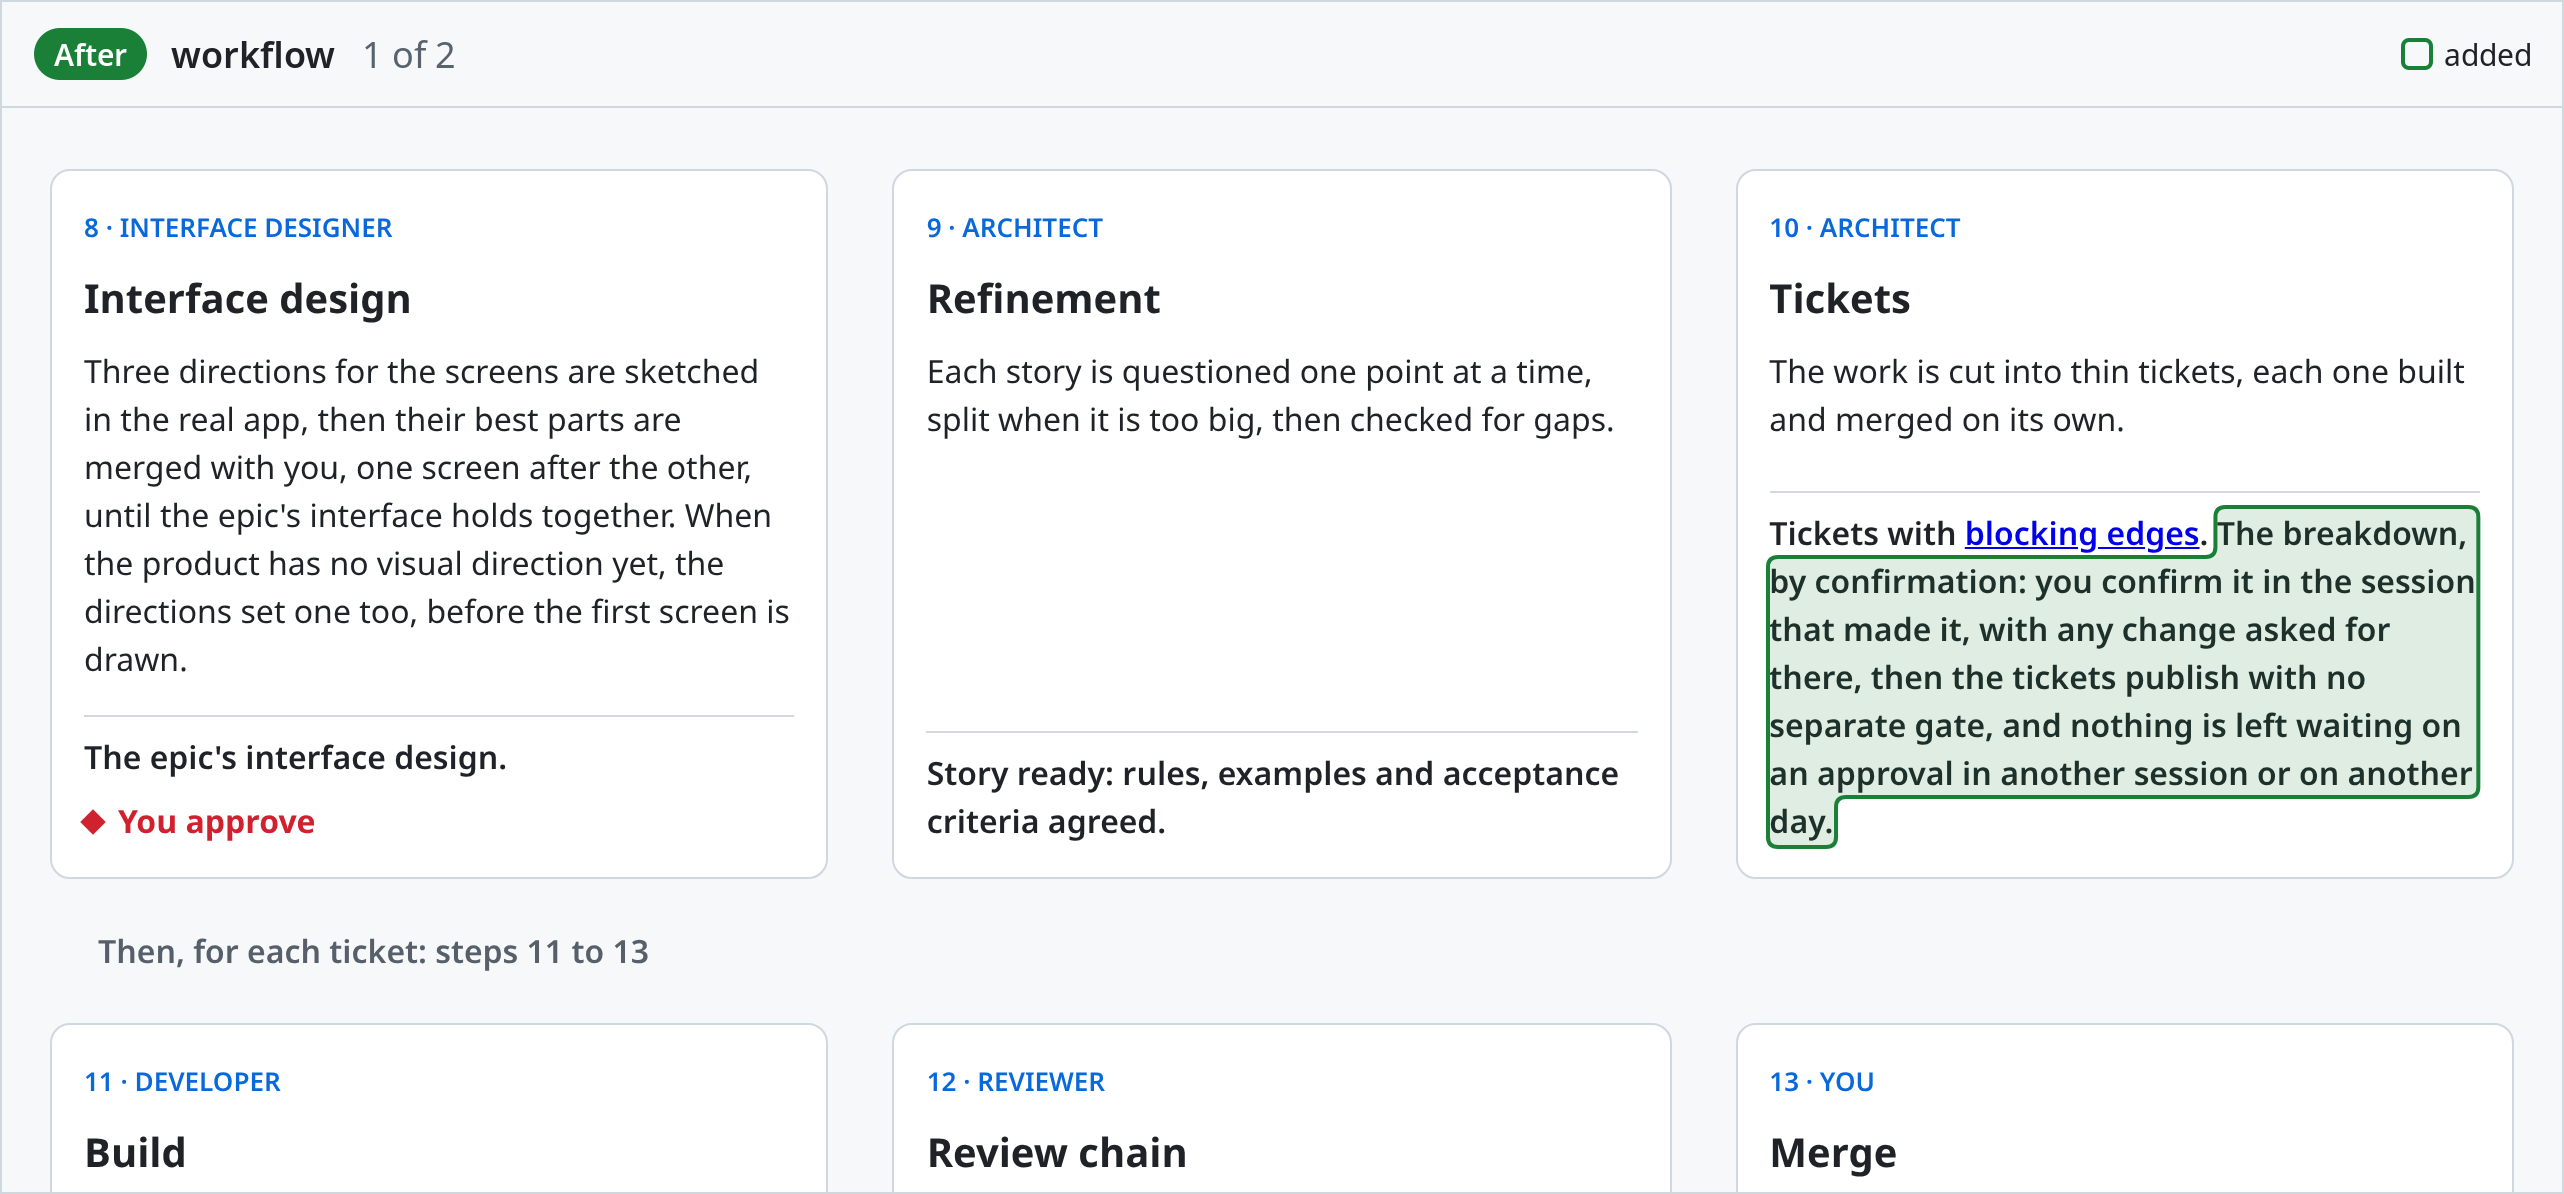 After workflow 1 of 2
added
8 · INTERFACE DESIGNER
Interface design
Three directions for the screens are sketched
in the real app, then their best parts are
merged with you, one screen after the other,
until the epic's interface holds together. When
the product has no visual direction yet, the
directions set one too, before the first screen is
drawn.
The epic's interface design.
◆ You approve
9 · ARCHITECT
Refinement
Each story is questioned one point at a time,
split when it is too big, then checked for gaps.
Story ready: rules, examples and acceptance
criteria agreed.
10 · ARCHITECT
Tickets
The work is cut into thin tickets, each one built
and merged on its own.
Tickets with blocking edges. The breakdown,
by confirmation: you confirm it in the session
that made it, with any change asked for
there, then the tickets publish with no
separate gate, and nothing is left waiting on
an approval in another session or on another
day.
Then, for each ticket: steps 11 to 13
11 · DEVELOPER
Build
12 · REVIEWER
Review chain
13 · YOU
Merge